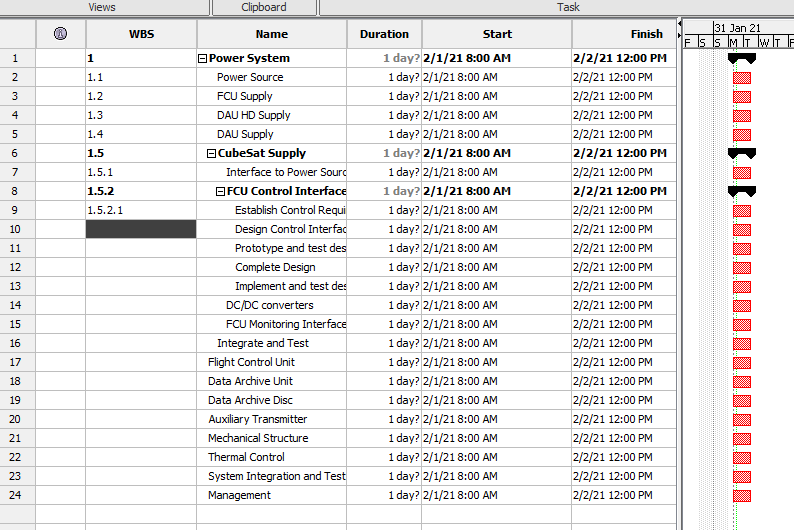 Views Clipboard Task
WBS Name Duration Start Finish 31 Jan 21
F S S M T W T F
1 1 Power System 1 day? 2/1/21 8:00 AM 2/2/21 12:00 PM
2 1.1 Power Source 1 day? 2/1/21 8:00 AM 2/2/21 12:00 PM
3 1.2 FCU Supply 1 day? 2/1/21 8:00 AM 2/2/21 12:00 PM
4 1.3 DAU HD Supply 1 day? 2/1/21 8:00 AM 2/2/21 12:00 PM
5 1.4 DAU Supply 1 day? 2/1/21 8:00 AM 2/2/21 12:00 PM
6 1.5 CubeSat Supply 1 day? 2/1/21 8:00 AM 2/2/21 12:00 PM
7 1.5.1 Interface to Power Sourc 1 day? 2/1/21 8:00 AM 2/2/21 12:00 PM
8 1.5.2 FCU Control Interface 1 day? 2/1/21 8:00 AM 2/2/21 12:00 PM
9 1.5.2.1 Establish Control Requi 1 day? 2/1/21 8:00 AM 2/2/21 12:00 PM
10 Design Control Interfac 1 day? 2/1/21 8:00 AM 2/2/21 12:00 PM
11 Prototype and test des 1 day? 2/1/21 8:00 AM 2/2/21 12:00 PM
12 Complete Design 1 day? 2/1/21 8:00 AM 2/2/21 12:00 PM
13 Implement and test des 1 day? 2/1/21 8:00 AM 2/2/21 12:00 PM
14 DC/DC converters 1 day? 2/1/21 8:00 AM 2/2/21 12:00 PM
15 FCU Monitoring Interface 1 day? 2/1/21 8:00 AM 2/2/21 12:00 PM
16 Integrate and Test 1 day? 2/1/21 8:00 AM 2/2/21 12:00 PM
17 Flight Control Unit 1 day? 2/1/21 8:00 AM 2/2/21 12:00 PM
18 Data Archive Unit 1 day? 2/1/21 8:00 AM 2/2/21 12:00 PM
19 Data Archive Disc 1 day? 2/1/21 8:00 AM 2/2/21 12:00 PM
20 Auxiliary Transmitter 1 day? 2/1/21 8:00 AM 2/2/21 12:00 PM
21 Mechanical Structure 1 day? 2/1/21 8:00 AM 2/2/21 12:00 PM
22 Thermal Control 1 day? 2/1/21 8:00 AM 2/2/21 12:00 PM
23 System Integration and Test 1 day? 2/1/21 8:00 AM 2/2/21 12:00 PM
24 Management 1 day? 2/1/21 8:00 AM 2/2/21 12:00 PM